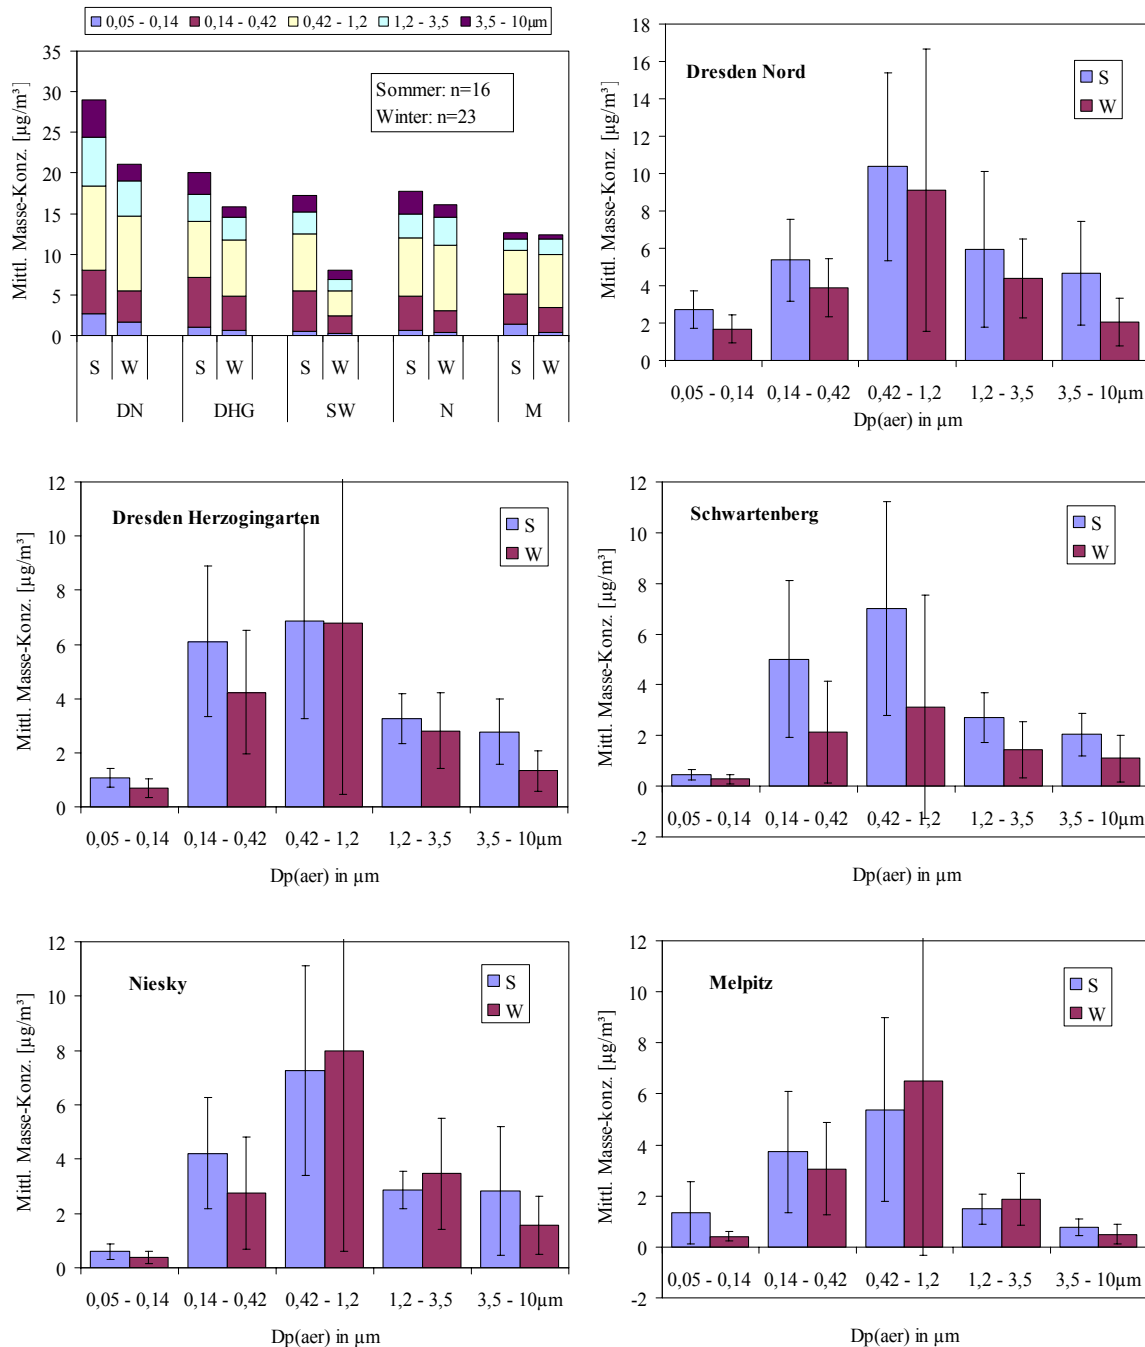 0,05 - 0,14 0,14 - 0,42 0,42 - 1,2 1,2 - 3,5 3,5 - 10µm
Mittl. Masse-Konz. [µg/m³]
35
30
25
20
15
10
5
0
Sommer: n=16
Winter: n=23
S W S W S W S W S W
DN DHG SW N M
Mittl. Masse-Konz. [µg/m³]
18
16
14
12
10
8
6
4
2
0
Dresden Nord
S
W
0,05 - 0,14 0,14 - 0,42 0,42 - 1,2 1,2 - 3,5 3,5 - 10µm
Dp(aer) in µm
Mittl. Masse-Konz. [µg/m³]
12
10
8
6
4
2
0
Dresden Herzogingarten
S
W
0,05 - 0,14 0,14 - 0,42 0,42 - 1,2 1,2 - 3,5 3,5 - 10µm
Dp(aer) in µm
Mittl. Masse-Konz. [µg/m³]
12
10
8
6
4
2
0
-2
Schwartenberg
S
W
0,05 - 0,14 0,14 - 0,42 0,42 - 1,2 1,2 - 3,5 3,5 - 10µm
Dp(aer) in µm
Mittl. Masse-Konz. [µg/m³]
12
10
8
6
4
2
0
Niesky
S
W
0,05 - 0,14 0,14 - 0,42 0,42 - 1,2 1,2 - 3,5 3,5 - 10µm
Dp(aer) in µm
Mittl. Masse-konz. [µg/m³]
12
10
8
6
4
2
0
-2
Melpitz
S
W
0,05 - 0,14 0,14 - 0,42 0,42 - 1,2 1,2 - 3,5 3,5 - 10µm
Dp(aer) in µm